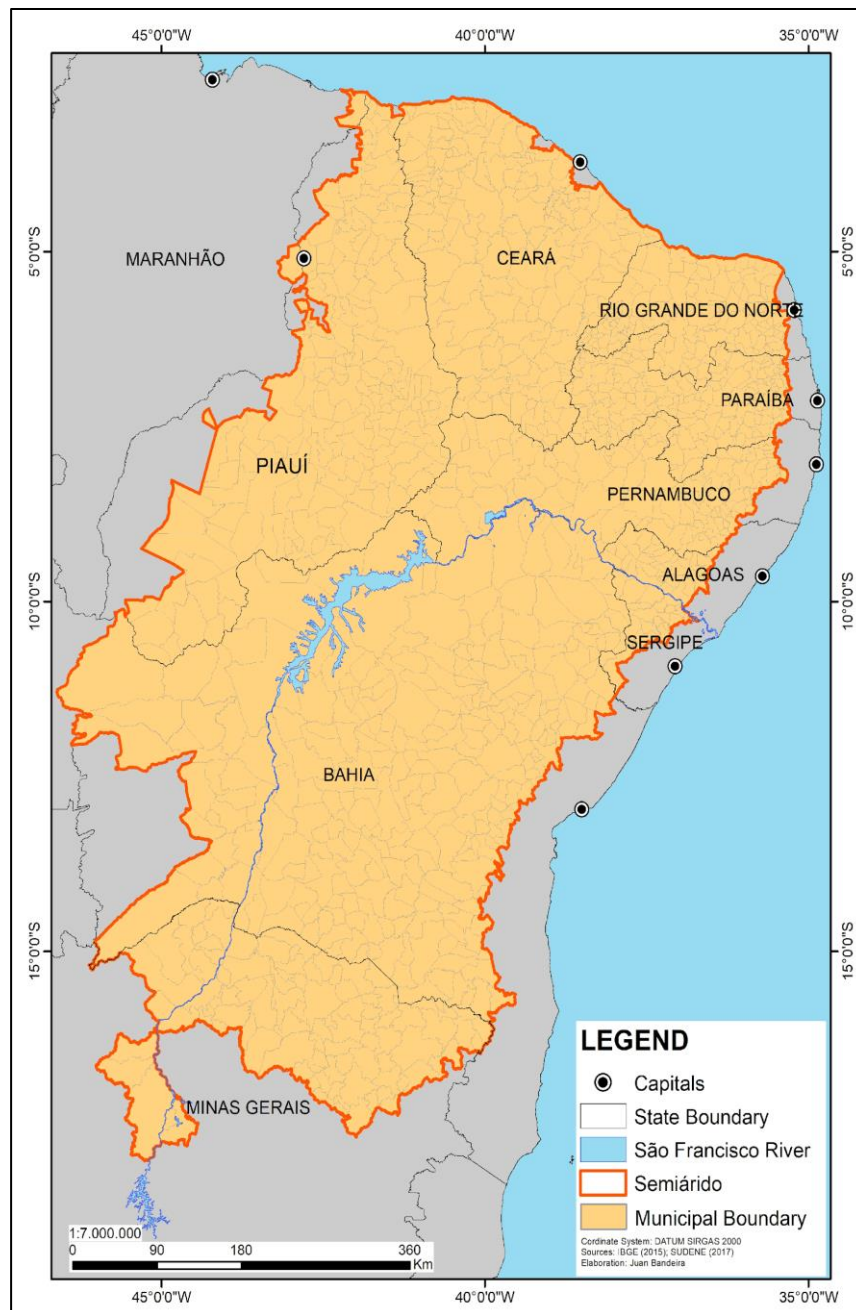 45°0'0"W
40°0'0"W
35°0'0"W
5°0'0"S
5°0'0"S
MARANHÃO
CEARÁ
RIO GRANDE DO NORTE
PARAÍBA
PIAUÍ
PERNAMBUCO
ALAGOAS
10°0'0"S
10°0'0"S
SERGIPE
BAHIA
15°0'0"S
15°0'0"S
MINAS GERAIS
LEGEND
Capitals
State Boundary
São Francisco River
Semiárido
Municipal Boundary
Cordinate System: DATUM SIRGAS 2000
Sources: IBGE (2015); SUDENE (2017)
Elaboration: Juan Bandeira
1:7.000.000
0 90 180 360
Km
45°0'0"W
40°0'0"W
35°0'0"W